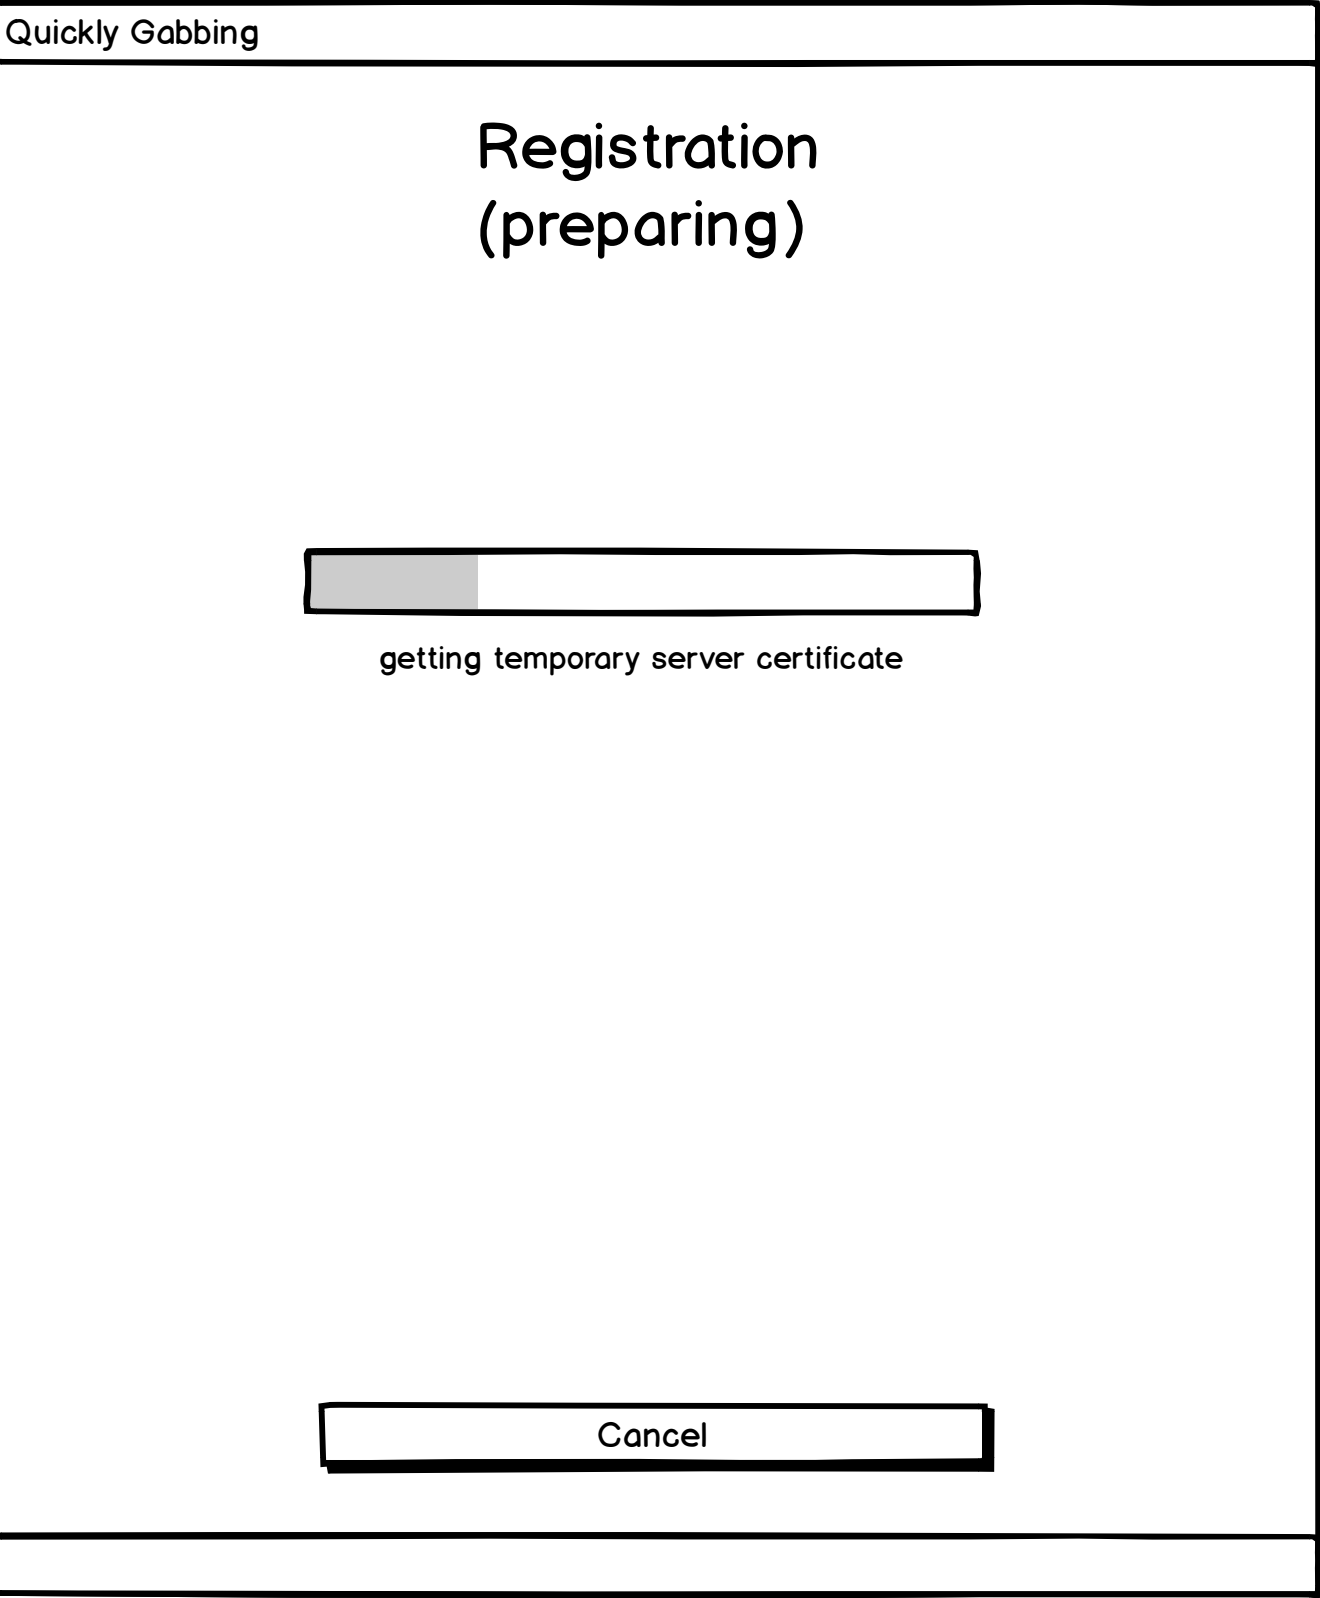 Quickly Gabbing
Registration
(preparing)
getting temporary server certificate
Cancel